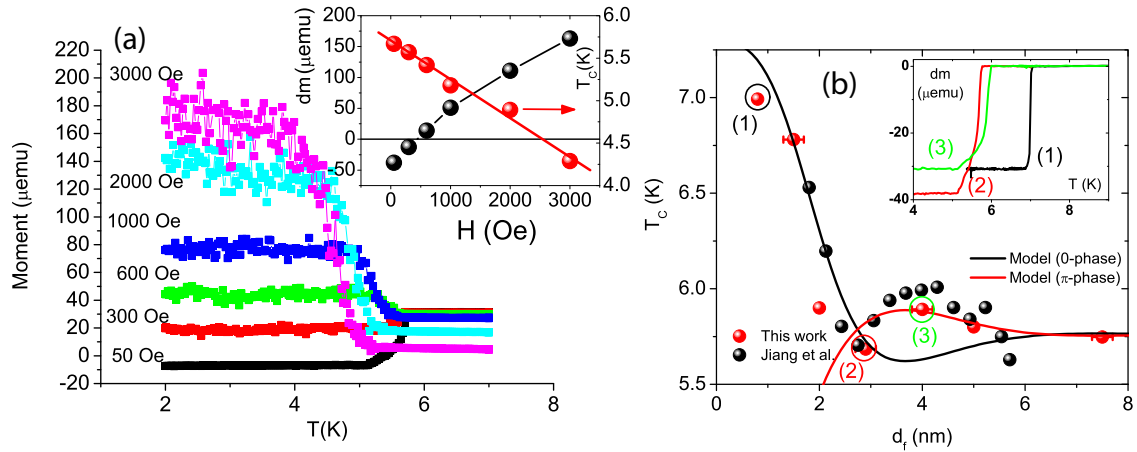 (a)
Moment (μemu)
220
200
180
160
140
120
100
80
60
40
20
0
-20
3000 Oe
2000 Oe
1000 Oe
600 Oe
300 Oe
50 Oe
2
4
6
8
T(K)
dm (μemu)
200
150
100
50
0
-50
6.0
5.5
5.0
4.5
4.0
T_C(K)
0
1000
2000
3000
H (Oe)
(b)
T_C (K)
7.0
6.5
6.0
5.5
0
2
4
6
8
d_f (nm)
(1)
(2)
(3)
This work
Jiang et al.
Model (0-phase)
Model (π-phase)
0
-20
-40
dm
(μemu)
(3)
(2)
(1)
T (K)
4
6
8